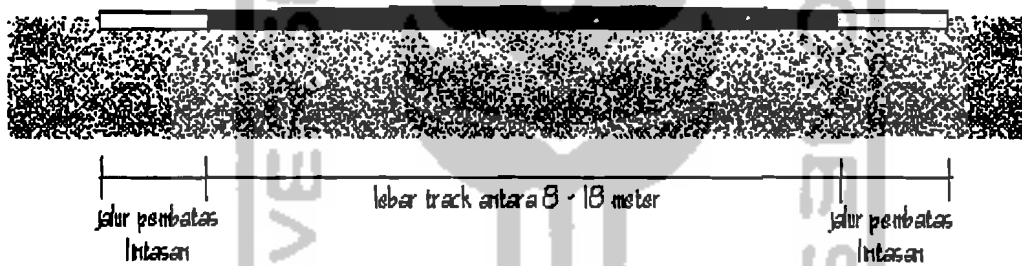 lebar track antara 8 - 18 meter
jalur pembatas
lintasan
jalur pembatas
lintasan